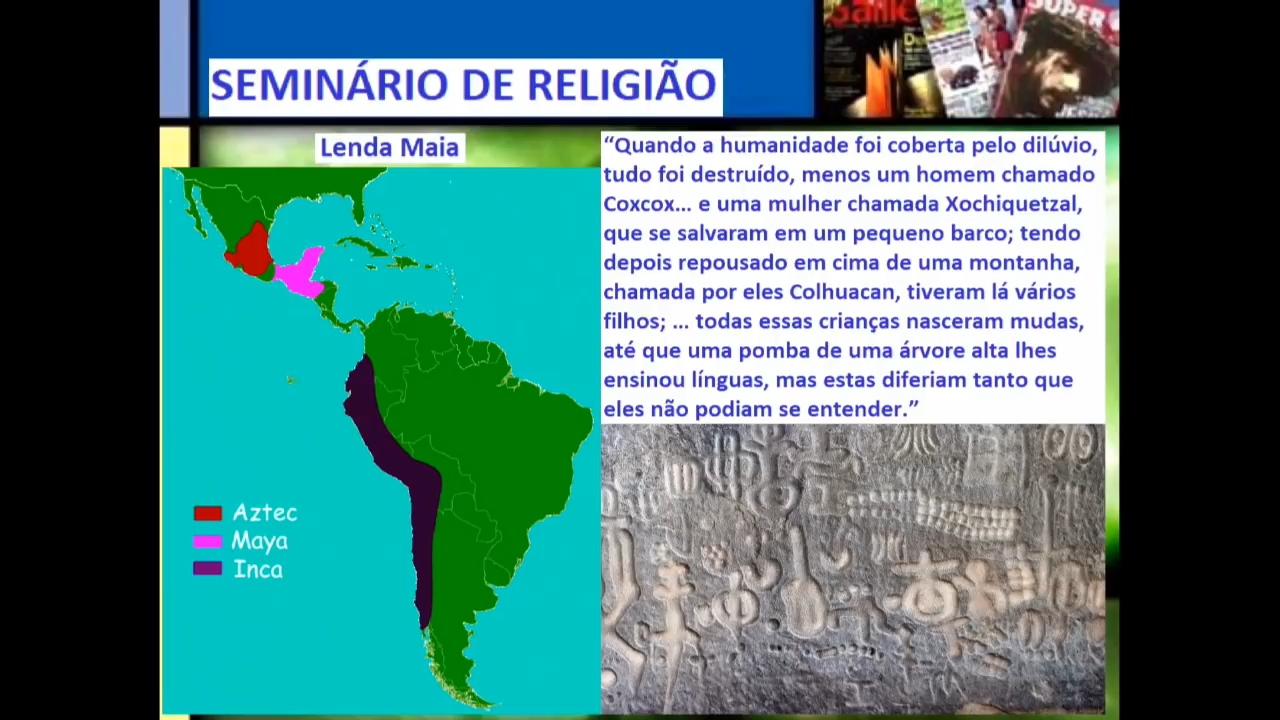 SUPER
SEMINÁRIO DE RELIGIÃO
Lenda Maia
“Quando a humanidade foi coberta pelo dilúvio,
tudo foi destruído, menos um homem chamado
Coxcox... e uma mulher chamada Xochiquetzal,
que se salvaram em um pequeno barco; tendo
depois repousado em cima de uma montanha,
chamada por eles Colhuacan, tiveram lá vários
filhos; ... todas essas crianças nasceram mudas,
até que uma pomba de uma árvore alta lhes
ensinou línguas, mas estas diferiam tanto que
eles não podiam se entender.”
Aztec
Maya
Inca